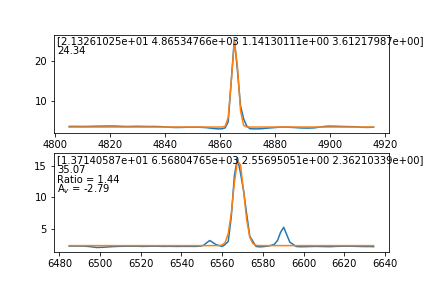 [2.13261025e+01 4.86534766e+03 1.14130111e+00 3.61217987e+00]
24.34
20
10
4800 4820 4840 4860 4880 4900 4920
[1.37140587e+01 6.56804765e+03 2.55695051e+00 2.36210339e+00]
35.07
Ratio = 1.44
Aᵥ = -2.79
15
10
5
6480 6500 6520 6540 6560 6580 6600 6620 6640